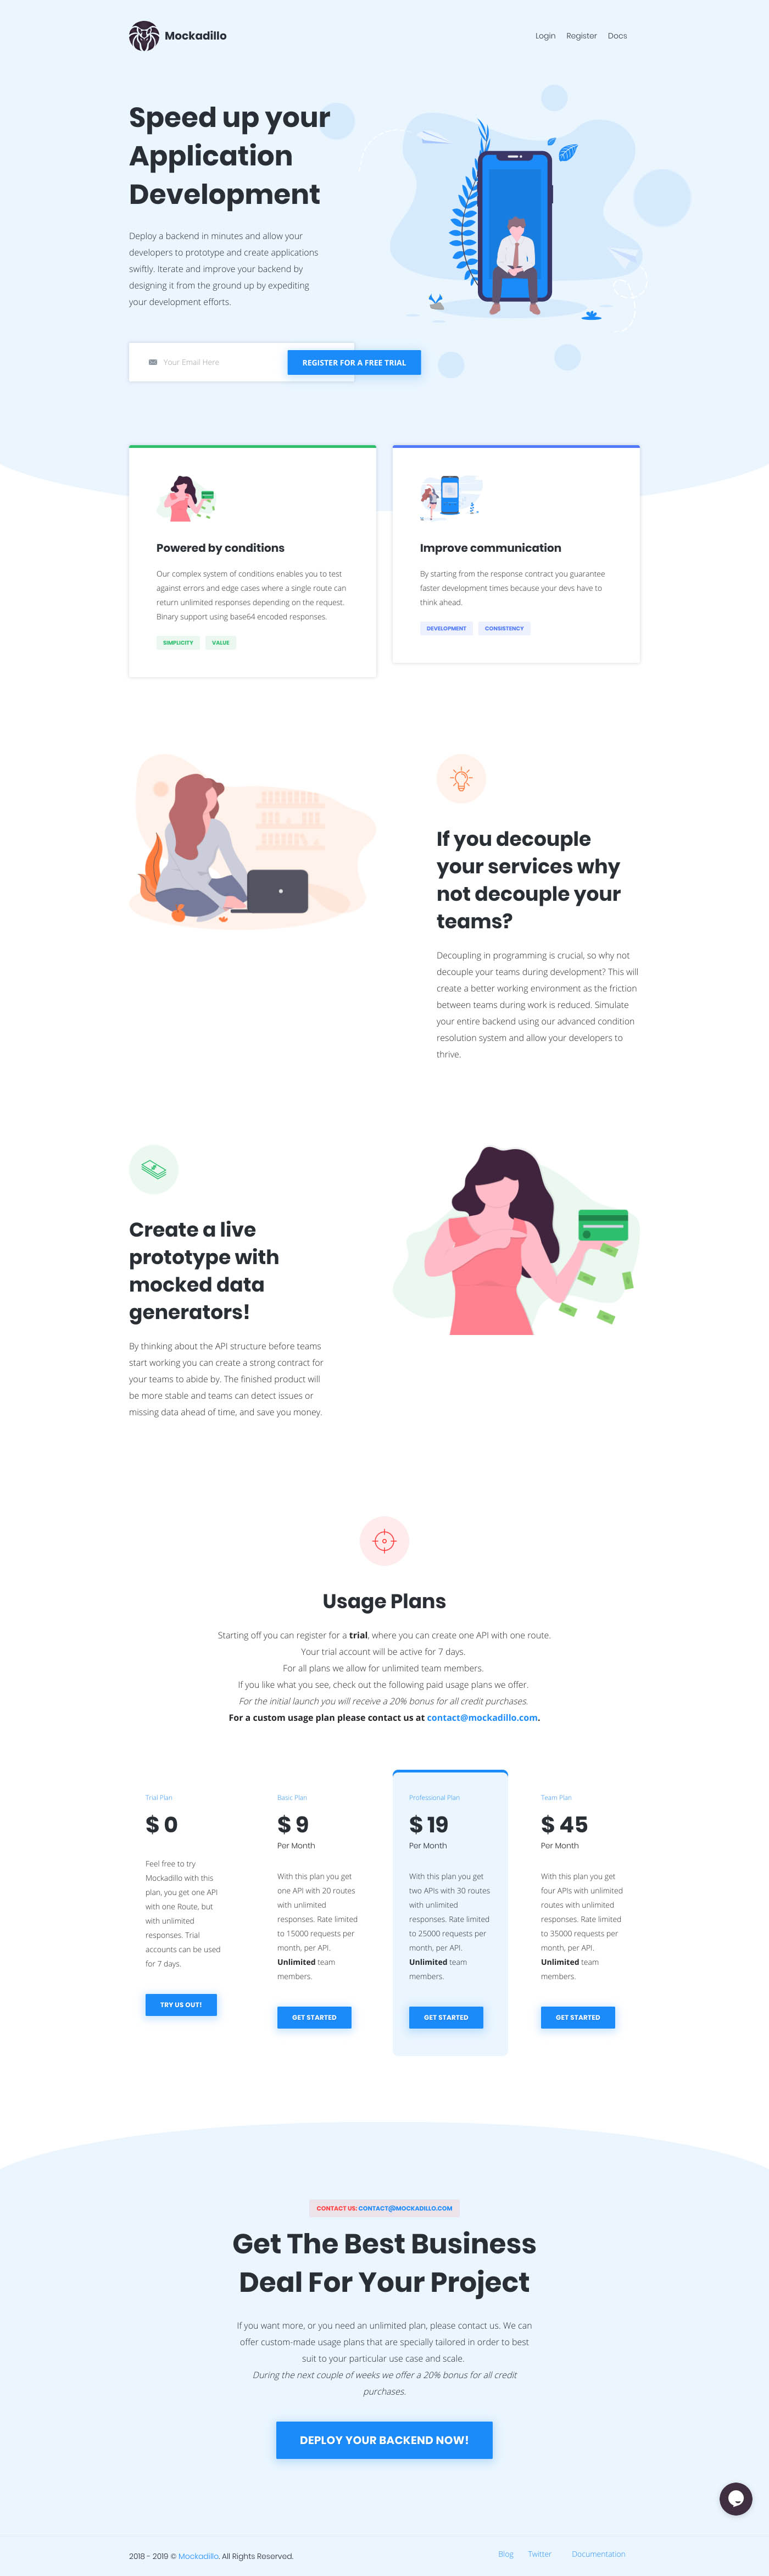 Mockadillo
Login Register Docs
Speed up your
Application
Development
Deploy a backend in minutes and allow your
developers to prototype and create applications
swiftly. Iterate and improve your backend by
designing it from the ground up by expediting
your development efforts.
Your Email Here
REGISTER FOR A FREE TRIAL
Powered by conditions
Our complex system of conditions enables you to test
against errors and edge cases where a single route can
return unlimited responses depending on the request.
Binary support using base64 encoded responses.
SIMPLICITY VALUE
Improve communication
By starting from the response contract you guarantee
faster development times because your devs have to
think ahead.
DEVELOPMENT CONSISTENCY
If you decouple
your services why
not decouple your
teams?
Decoupling in programming is crucial, so why not
decouple your teams during development? This will
create a better working environment as the friction
between teams during work is reduced. Simulate
your entire backend using our advanced condition
resolution system and allow your developers to
thrive.
Create a live
prototype with
mocked data
generators!
By thinking about the API structure before teams
start working you can create a strong contract for
your teams to abide by. The finished product will
be more stable and teams can detect issues or
missing data ahead of time, and save you money.
Usage Plans
Starting off you can register for a trial, where you can create one API with one route.
Your trial account will be active for 7 days.
For all plans we allow for unlimited team members.
If you like what you see, check out the following paid usage plans we offer.
For the initial launch you will receive a 20% bonus for all credit purchases.
For a custom usage plan please contact us at contact@mockadillo.com.
Trial Plan
$ 0
Feel free to try
Mockadillo with this
plan, you get one API
with one Route, but
with unlimited
responses. Trial
accounts can be used
for 7 days.
TRY US OUT!
Basic Plan
$ 9
Per Month
With this plan you get
one API with 20 routes
with unlimited
responses. Rate limited
to 15000 requests per
month, per API.
Unlimited team
members.
GET STARTED
Professional Plan
$ 19
Per Month
With this plan you get
two APIs with 30 routes
with unlimited
responses. Rate limited
to 25000 requests per
month, per API.
Unlimited team
members.
GET STARTED
Team Plan
$ 45
Per Month
With this plan you get
four APIs with unlimited
routes with unlimited
responses. Rate limited
to 35000 requests per
month, per API.
Unlimited team
members.
GET STARTED
CONTACT US: CONTACT@MOCKADILLO.COM
Get The Best Business
Deal For Your Project
If you want more, or you need an unlimited plan, please contact us. We can
offer custom-made usage plans that are specially tailored in order to best
suit to your particular use case and scale.
During the next couple of weeks we offer a 20% bonus for all credit
purchases.
DEPLOY YOUR BACKEND NOW!
2018 - 2019 © Mockadillo. All Rights Reserved.
Blog Twitter Documentation